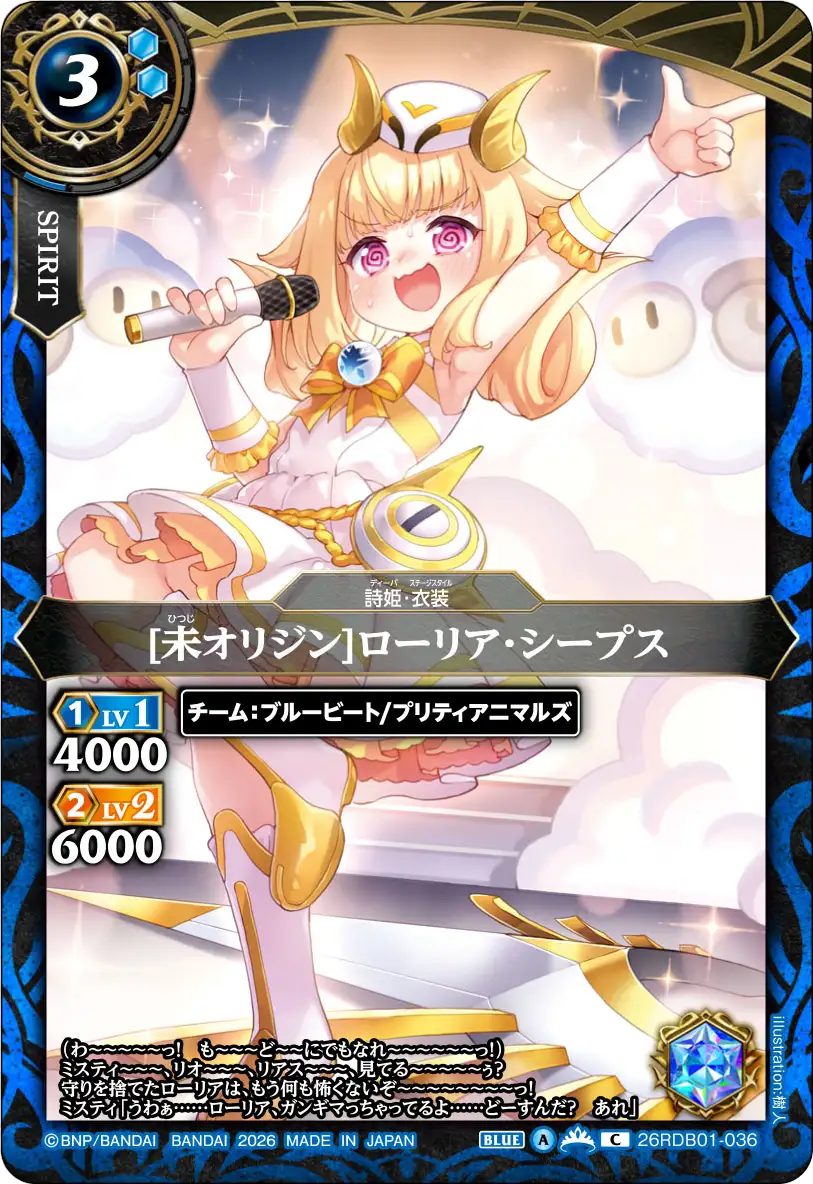 3
SPIRIT
ディーバ ステージスタイル
詩姫・衣装
ひつじ
[未オリジン]ローリア・シープス
1 LV1
4000
チーム：ブルービート/プリティアニマルズ
2 LV2
6000
（わ～～～～～～っ！ も～～～ど～～にでもなれ～～～～～～～っ！）
ミスティ～～～、リオ～～～、リアス～～～、見てる～～～～～ぅ？
守りを捨てたローリアは、もう何も怖くないぞ～～～～～～～～～っ！
ミスティ「うわぁ……ローリア、ガンギマっちゃってるよ……どーすんだ？ あれ」
illustration:樹人
©BNP/BANDAI BANDAI 2026 MADE IN JAPAN BLUE A C 26RDB01-036